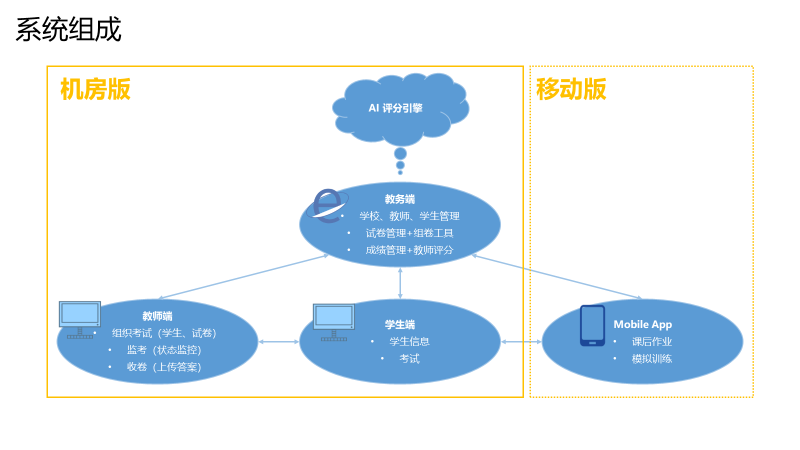 系统组成
机房版
移动版
AI 评分引擎
教务端
• 学校、教师、学生管理
• 试卷管理+组卷工具
• 成绩管理+教师评分
教师端
• 组织考试（学生、试卷）
• 监考（状态监控）
• 收卷（上传答案）
学生端
• 学生信息
• 考试
Mobile App
• 课后作业
• 模拟训练